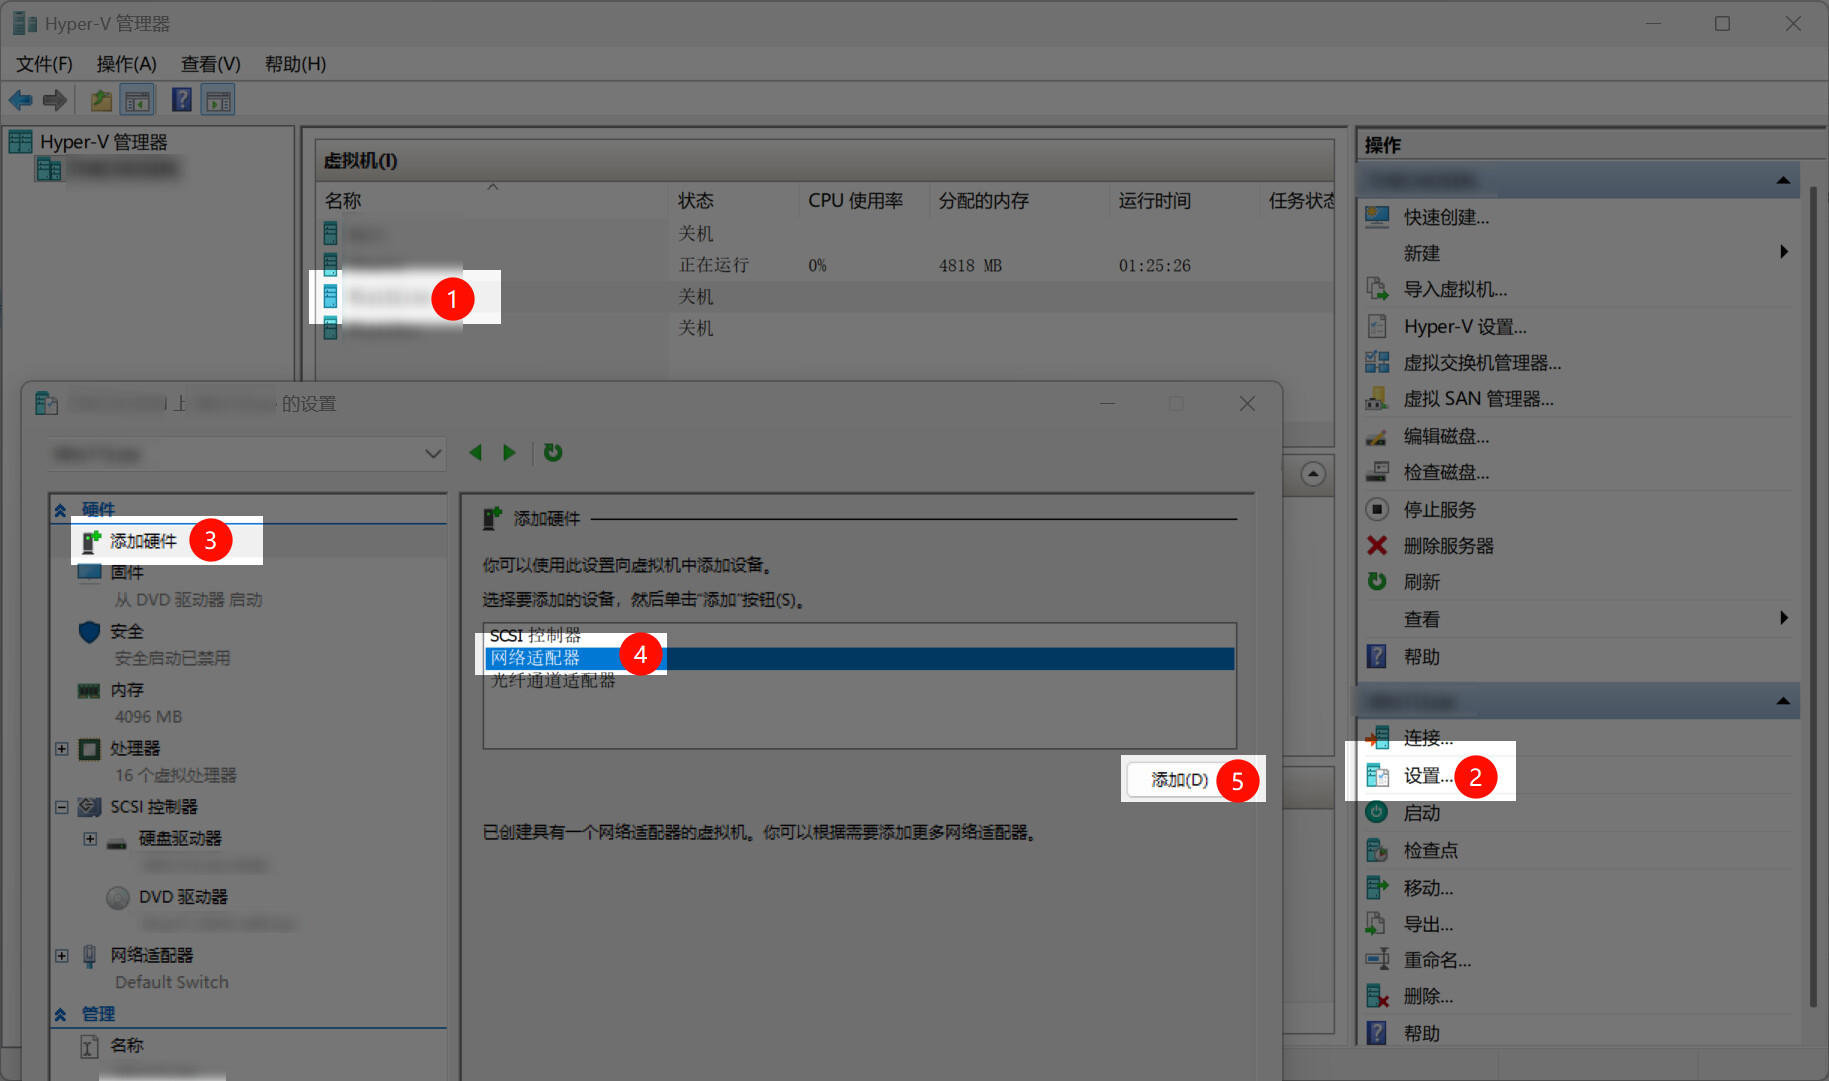 Hyper-V 管理器
文件(F) 操作(A) 查看(V) 帮助(H)
Hyper-V 管理器
虚拟机(I)
名称 状态 CPU 使用率 分配的内存 运行时间 任务状态
关机
正在运行 0% 4818 MB 01:25:26
1 关机
关机
上 的设置
硬件
添加硬件 3
固件
从 DVD 驱动器 启动
安全
安全启动已禁用
内存
4096 MB
处理器
16 个虚拟处理器
SCSI 控制器
硬盘驱动器
DVD 驱动器
网络适配器
Default Switch
管理
名称
添加硬件
你可以使用此设置向虚拟机中添加设备。
选择要添加的设备，然后单击"添加"按钮(S)。
SCSI 控制器
网络适配器 4
光纤通道适配器
添加(D) 5
已创建具有一个网络适配器的虚拟机。你可以根据需要添加更多网络适配器。
操作
快速创建...
新建
导入虚拟机...
Hyper-V 设置...
虚拟交换机管理器...
虚拟 SAN 管理器...
编辑磁盘...
检查磁盘...
停止服务
删除服务器
刷新
查看
帮助
连接...
设置... 2
启动
检查点
移动...
导出...
重命名...
删除...
帮助